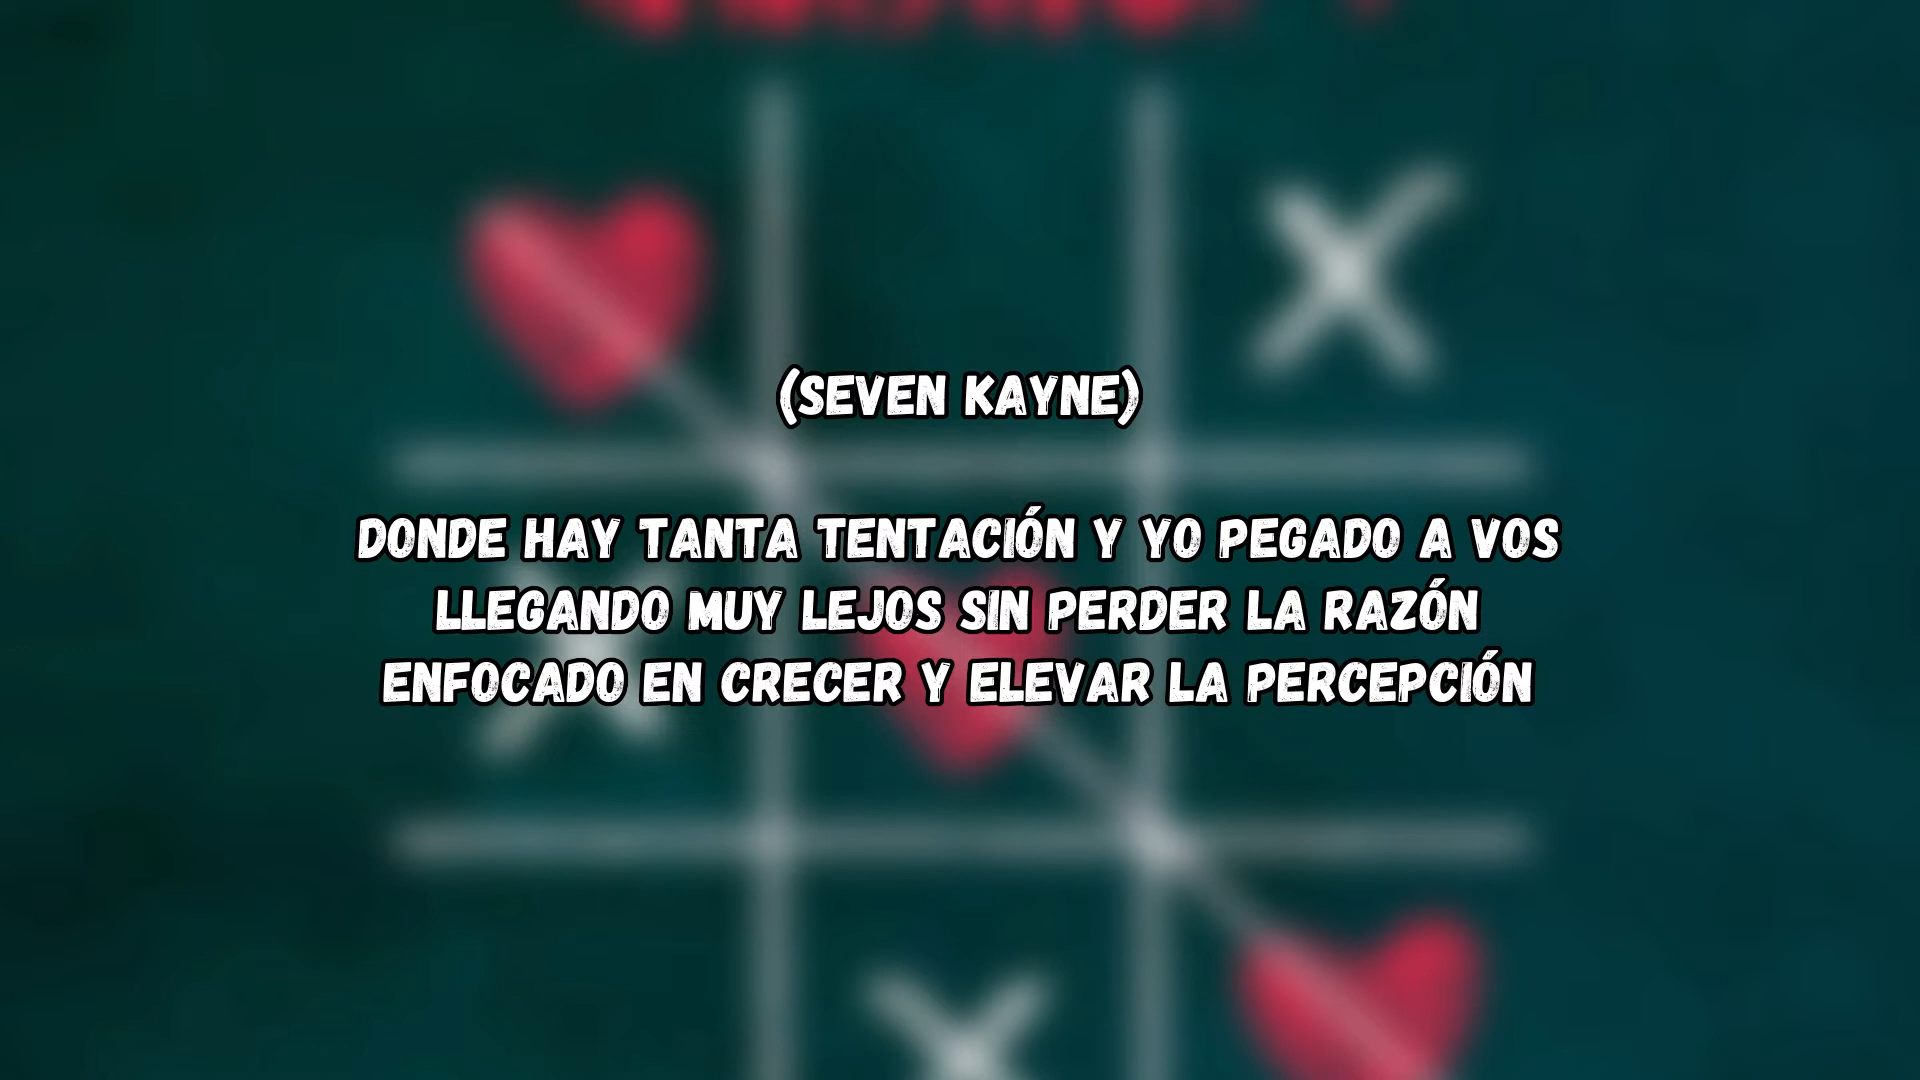 (SEVEN KAYNE)
DONDE HAY TANTA TENTACIÓN Y YO PEGADO A VOS
LLEGANDO MUY LEJOS SIN PERDER LA RAZÓN
ENFOCADO EN CRECER Y ELEVAR LA PERCEPCIÓN